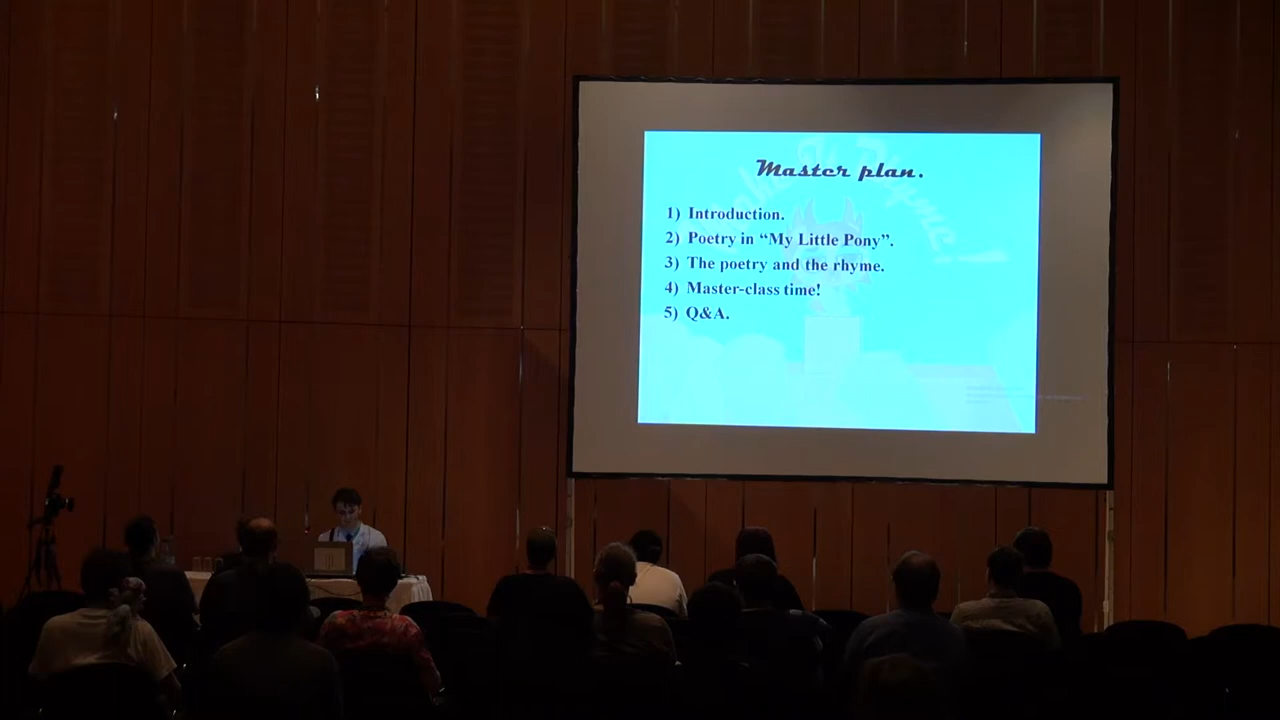 Master plan.
1) Introduction.
2) Poetry in “My Little Pony”.
3) The poetry and the rhyme.
4) Master-class time!
5) Q&A.